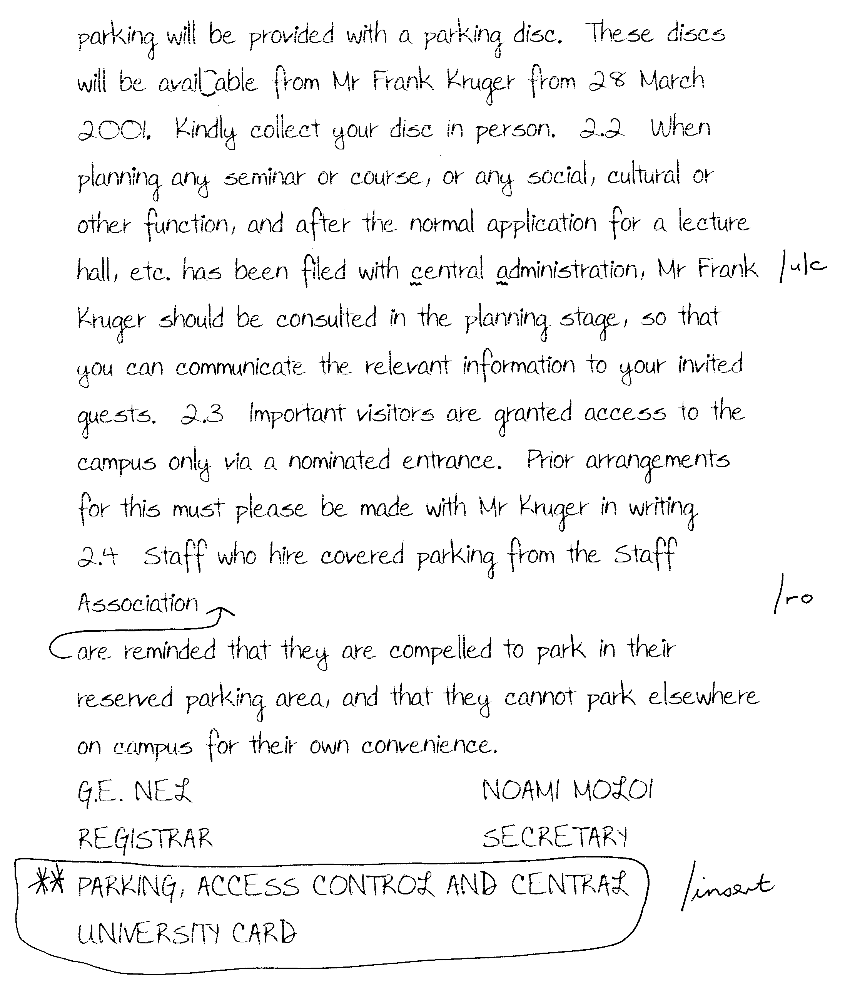 parking will be provided with a parking disc. These discs
will be avail able from Mr Frank Kruger from 28 March
2001. Kindly collect your disc in person. 2.2 When
planning any seminar or course, or any social, cultural or
other function, and after the normal application for a lecture
hall, etc. has been filed with central administration, Mr Frank /u/c
Kruger should be consulted in the planning stage, so that
you can communicate the relevant information to your invited
guests. 2.3 Important visitors are granted access to the
campus only via a nominated entrance. Prior arrangements
for this must please be made with Mr Kruger in writing
2.4 Staff who hire covered parking from the Staff
Association /ro
are reminded that they are compelled to park in their
reserved parking area, and that they cannot park elsewhere
on campus for their own convenience.
G.E. NEL NOAMI MOLOI
REGISTRAR SECRETARY
** PARKING, ACCESS CONTROL AND CENTRAL /insert
UNIVERSITY CARD